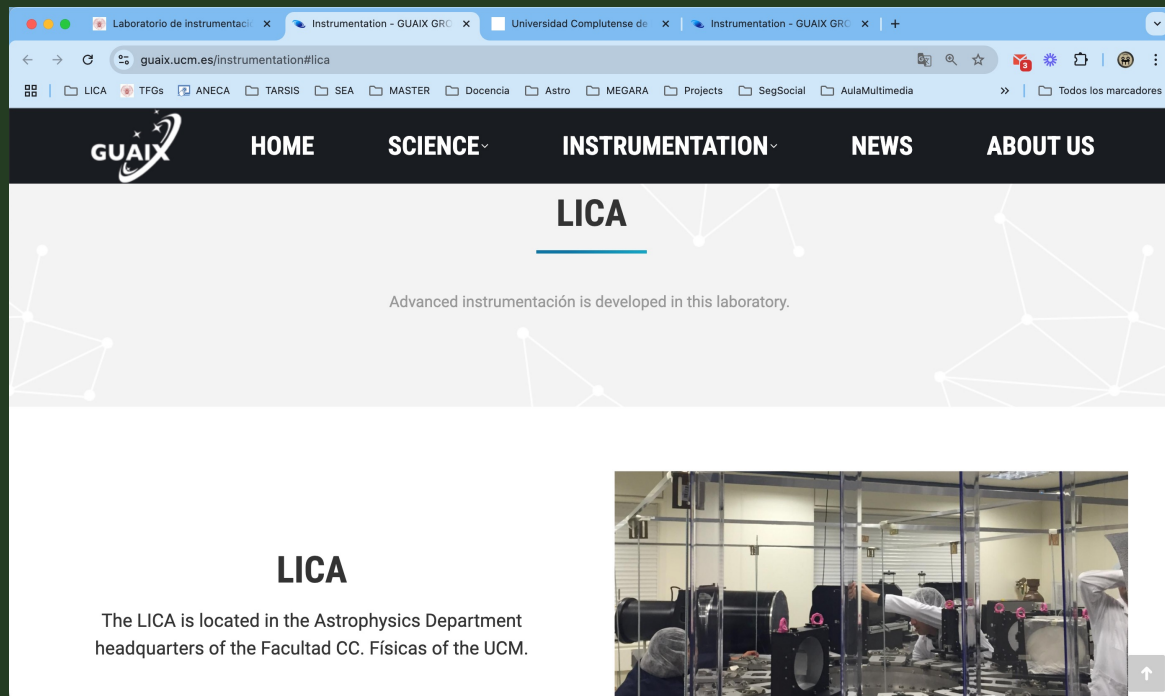 Laboratorio de instrumentaci
Instrumentation - GUAIX GRO
Universidad Complutense de
Instrumentation - GUAIX GRO
guaix.ucm.es/instrumentation#lica
3
LICA TFGs ANECA TARSIS SEA MASTER Docencia Astro MEGARA Projects SegSocial AulaMultimedia Todos los marcadores
GUAIX HOME SCIENCE INSTRUMENTATION NEWS ABOUT US
LICA
Advanced instrumentación is developed in this laboratory.
LICA
The LICA is located in the Astrophysics Department
headquarters of the Facultad CC. Físicas of the UCM.